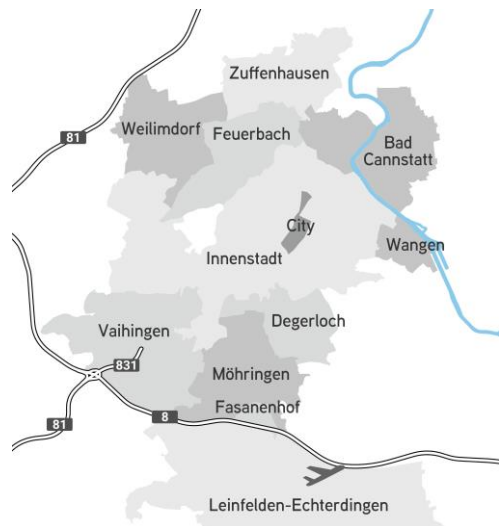 Zuffenhausen
81
Weilimdorf
Feuerbach
Bad
Cannstatt
City
Wangen
Innenstadt
Degerloch
Vaihingen
831
Möhringen
Fasanenhof
81
8
Leinfelden-Echterdingen